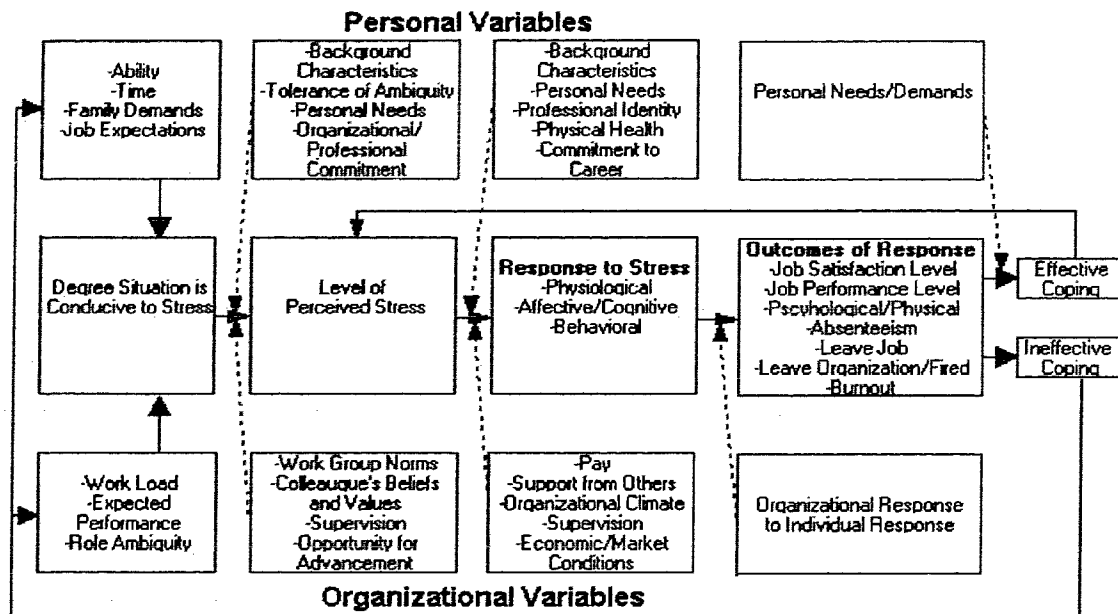 Personal Variables
-Ability
-Time
-Family Demands
-Job Expectations
-Background
Characteristics
-Tolerance of Ambiguity
-Personal Needs
-Organizational/
Professional
Commitment
-Background
Characteristics
-Personal Needs
-Professional Identity
-Physical Health
-Commitment to
Career
Personal Needs/Demands
Degree Situation is
Conducive to Stress
Level of
Perceived Stress
Response to Stress
-Physiological
-Affective/Cognitive
-Behavioral
Outcomes of Response
-Job Satisfaction Level
-Job Performance Level
-Pscyhological/Physical
-Absenteeism
-Leave Job
-Leave Organization/Fired
-Burnout
Effective
Coping
Ineffective
Coping
-Work Load
-Expected
Performance
-Role Ambiguity
-Work Group Norms
-Colleauque's Beliefs
and Values
-Supervision
-Opportunity for
Advancement
-Pay
-Support from Others
-Organizational Climate
-Supervision
-Economic/Market
Conditions
Organizational Response
to Individual Response
Organizational Variables